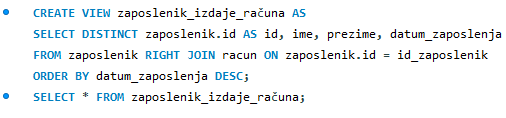 CREATE VIEW zaposlenik_izdaje_računa AS
SELECT DISTINCT zaposlenik.id AS id, ime, prezime, datum_zaposlenja
FROM zaposlenik RIGHT JOIN racun ON zaposlenik.id = id_zaposlenik
ORDER BY datum_zaposlenja DESC;
SELECT * FROM zaposlenik_izdaje_računa;